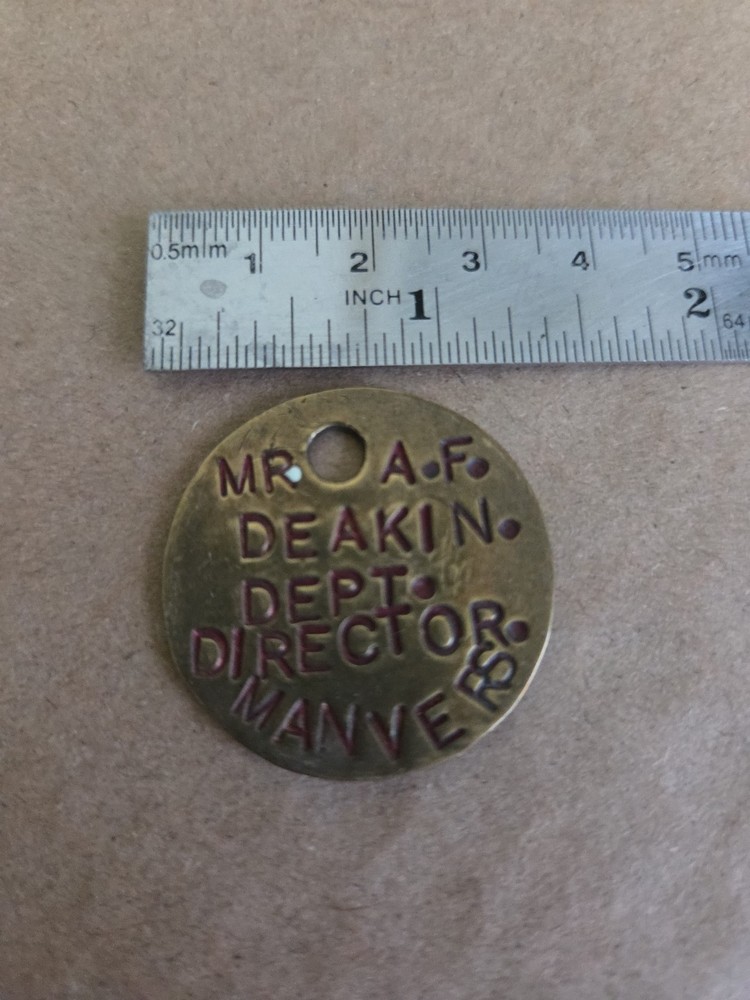 0.5mm 1 2 3 4 5 mm
INCH 1 2
32 64
MR. A.F.
DEAKIN.
DEPT.
DIRECTOR.
MANVERS